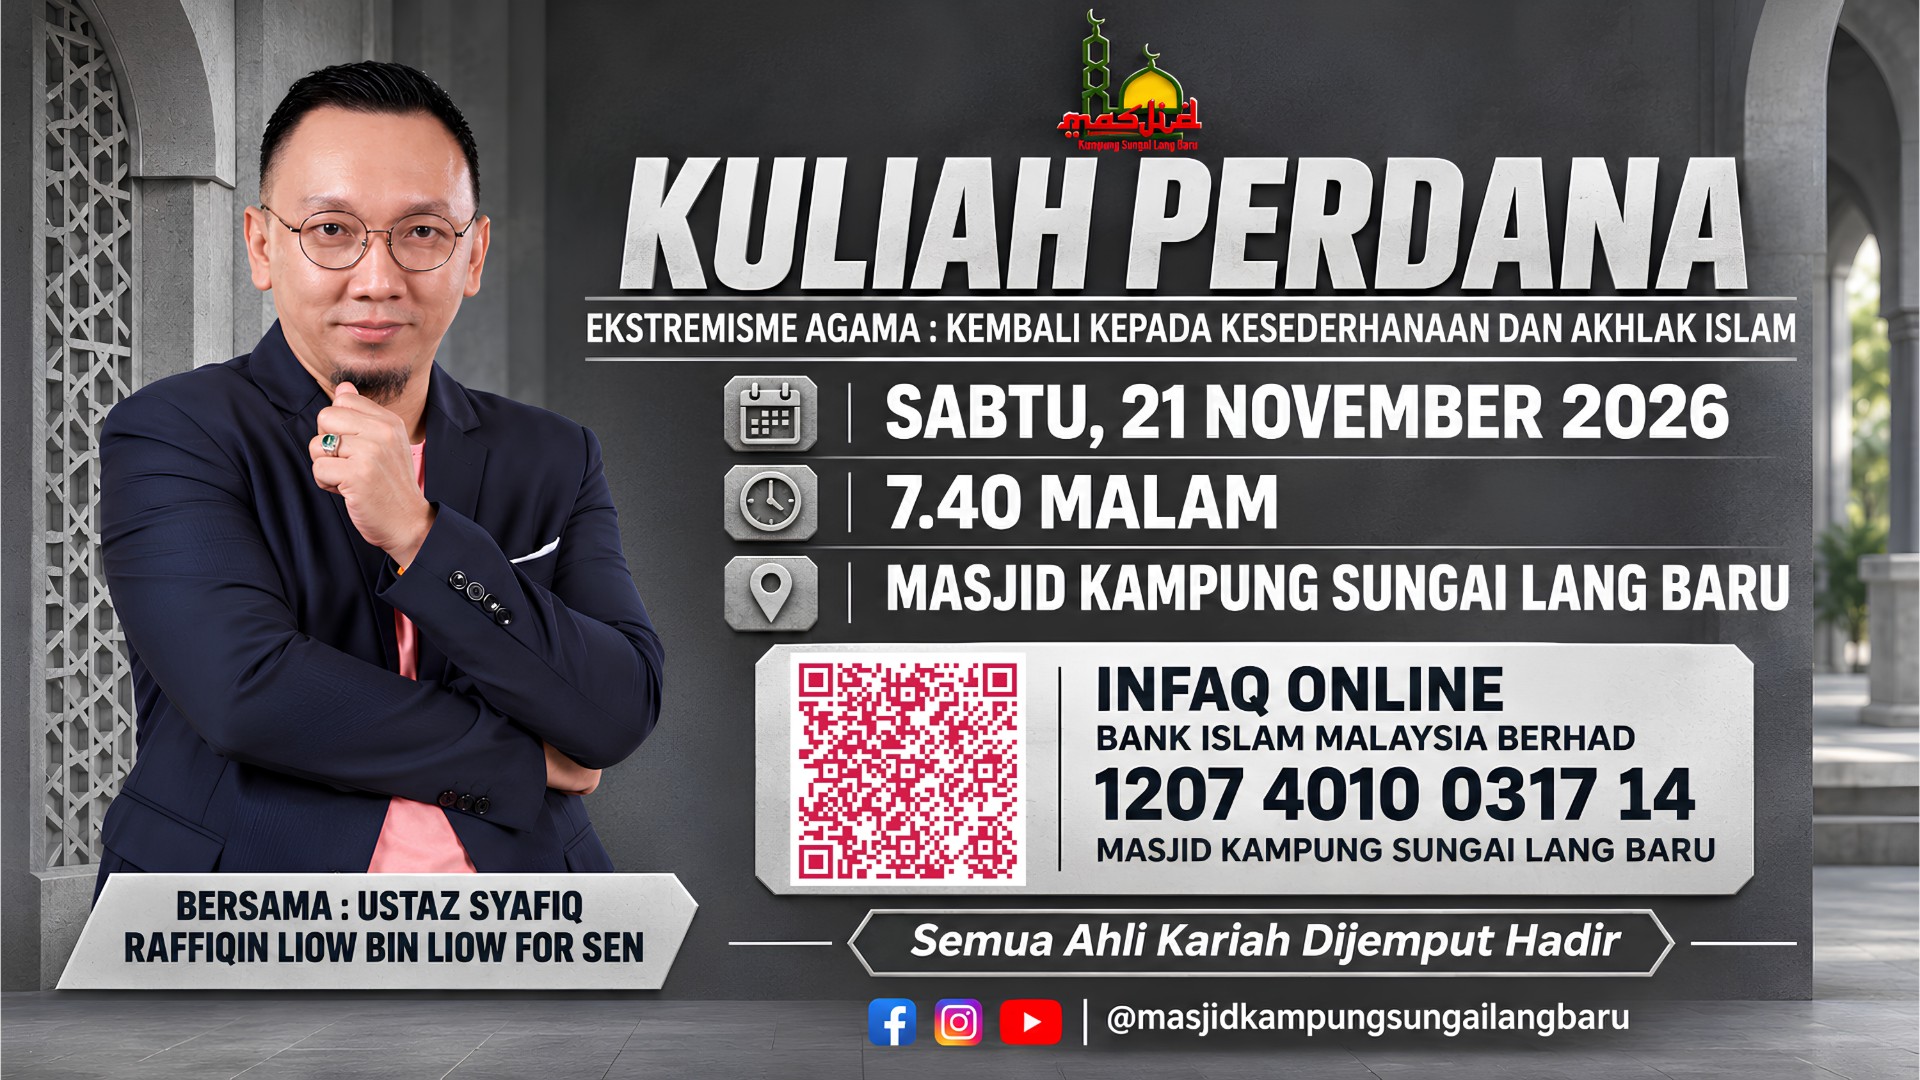 masjid
Kampung Sungai Lang Baru
KULIAH PERDANA
EKSTREMISME AGAMA : KEMBALI KEPADA KESEDERHANAAN DAN AKHLAK ISLAM
SABTU, 21 NOVEMBER 2026
7.40 MALAM
MASJID KAMPUNG SUNGAI LANG BARU
INFAQ ONLINE
BANK ISLAM MALAYSIA BERHAD
1207 4010 0317 14
MASJID KAMPUNG SUNGAI LANG BARU
BERSAMA : USTAZ SYAFIQ
RAFFIQIN LIOW BIN LIOW FOR SEN
Semua Ahli Kariah Dijemput Hadir
@masjidkampungsungailangbaru